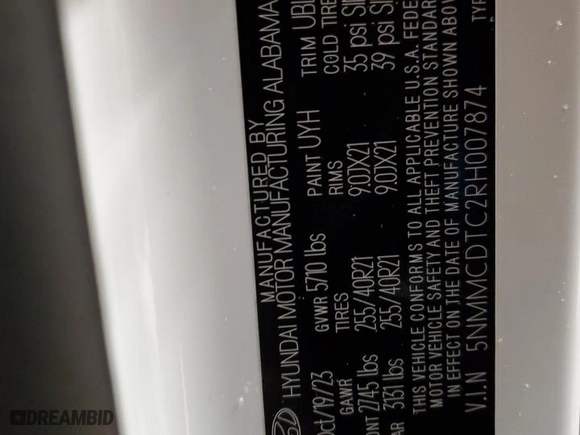 MANUFACTURED BY
HYUNDAI MOTOR MANUFACTURING ALABAMA
Oct/19/23 GVWR 5710 lbs PAINT UYH TRIM
GAWR TIRES RIMS COLD TIRE
2745 lbs 255/40R21 9.0JX21 35 psi
3131 lbs 255/40R21 9.0JX21 39 psi
THIS VEHICLE CONFORMS TO ALL APPLICABLE U.S.A. FEDE
MOTOR VEHICLE SAFETY AND THEFT PREVENTION STANDAR
IN EFFECT ON THE DATE OF MANUFACTURE SHOWN ABOV
V.I.N 5NMMCDTC2RH007874
DREAMBID